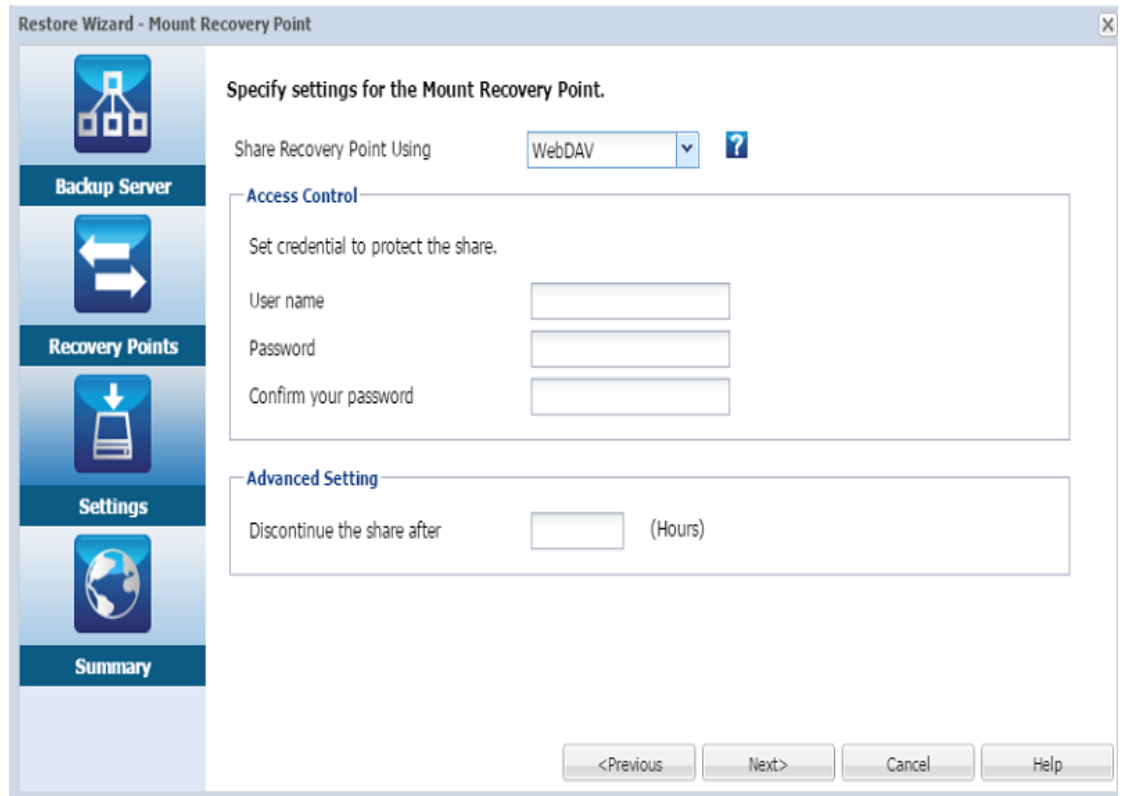 Restore Wizard - Mount Recovery Point
Backup Server
Recovery Points
Settings
Summary
Specify settings for the Mount Recovery Point.
Share Recovery Point Using
WebDAV
?
Access Control
Set credential to protect the share.
User name
Password
Confirm your password
Advanced Setting
Discontinue the share after
(Hours)
<Previous
Next>
Cancel
Help